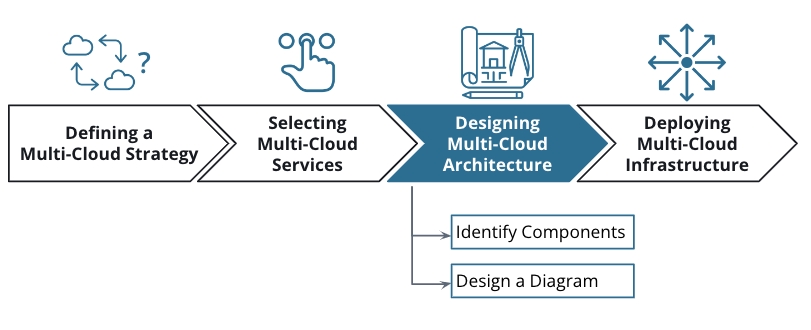 ?
Defining a
Multi-Cloud Strategy
Selecting
Multi-Cloud
Services
Designing
Multi-Cloud
Architecture
Deploying
Multi-Cloud
Infrastructure
Identify Components
Design a Diagram